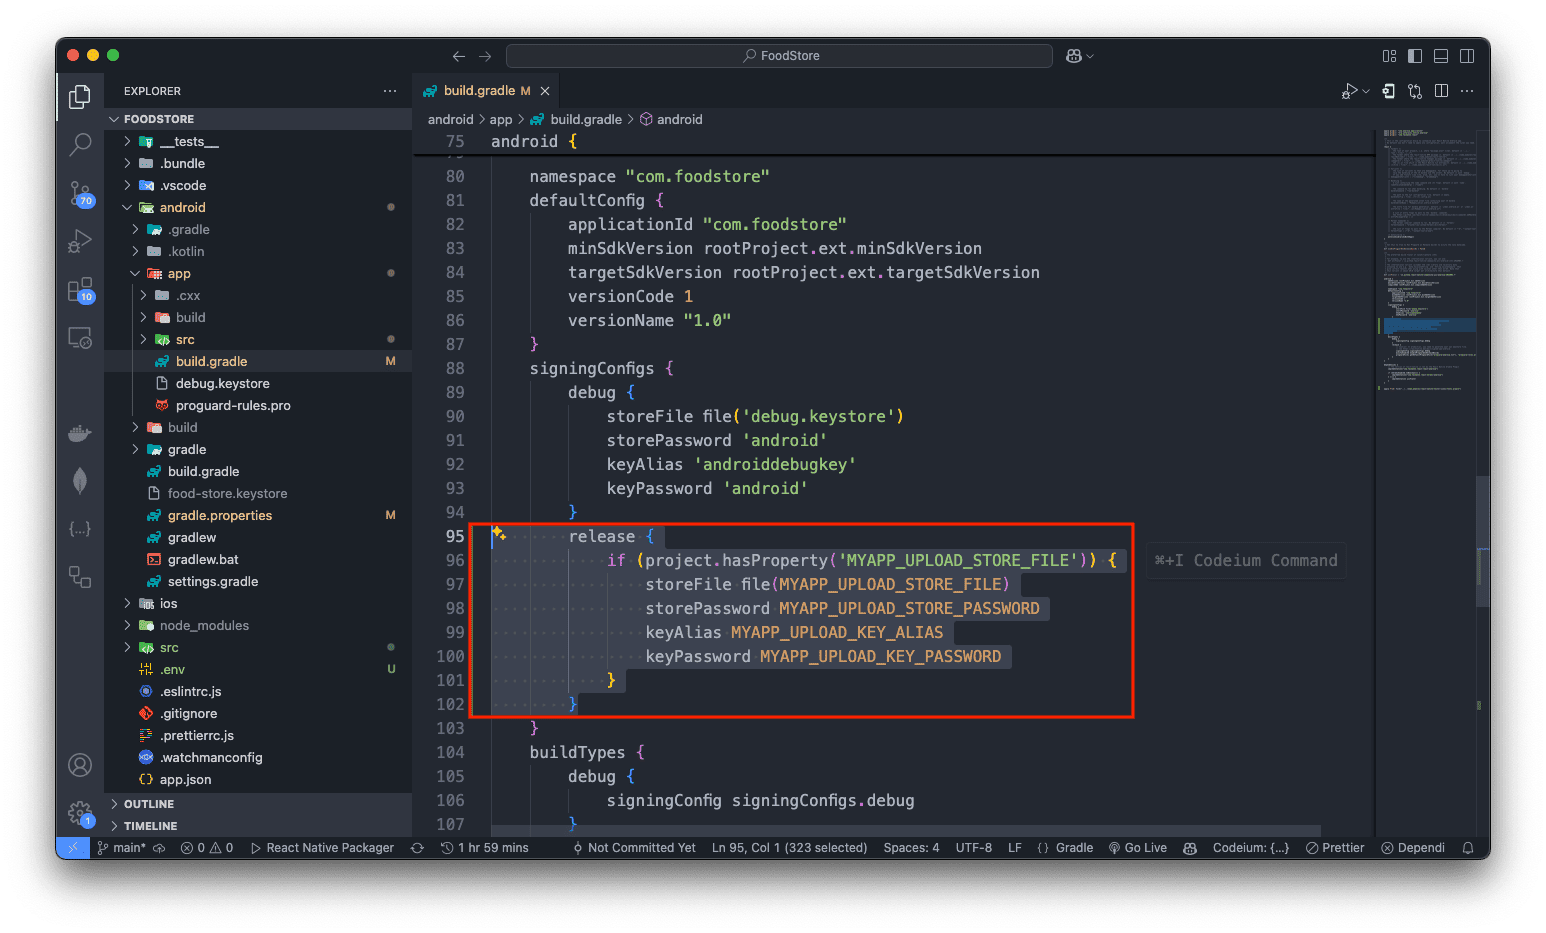 FoodStore
EXPLORER
build.gradle M
FOODSTORE
android > app > build.gradle > android
__tests__
.bundle
.vscode
android
.gradle
.kotlin
app
.cxx
build
src
build.gradle M
debug.keystore
proguard-rules.pro
build
gradle
build.gradle
food-store.keystore
gradle.properties M
gradlew
gradlew.bat
settings.gradle
ios
node_modules
src
.env U
.eslintrc.js
.gitignore
.prettierrc.js
.watchmanconfig
app.json
OUTLINE
TIMELINE
70
10
1
75 android {
80 namespace "com.foodstore"
81 defaultConfig {
82 applicationId "com.foodstore"
83 minSdkVersion rootProject.ext.minSdkVersion
84 targetSdkVersion rootProject.ext.targetSdkVersion
85 versionCode 1
86 versionName "1.0"
87 }
88 signingConfigs {
89 debug {
90 storeFile file('debug.keystore')
91 storePassword 'android'
92 keyAlias 'androiddebugkey'
93 keyPassword 'android'
94 }
95 release {
96 if (project.hasProperty('MYAPP_UPLOAD_STORE_FILE')) {
⌘+I Codeium Command
97 storeFile file(MYAPP_UPLOAD_STORE_FILE)
98 storePassword MYAPP_UPLOAD_STORE_PASSWORD
99 keyAlias MYAPP_UPLOAD_KEY_ALIAS
100 keyPassword MYAPP_UPLOAD_KEY_PASSWORD
101 }
102 }
103 }
104 buildTypes {
105 debug {
106 signingConfig signingConfigs.debug
107 }
main* 0 0 React Native Packager 1 hr 59 mins Not Committed Yet Ln 95, Col 1 (323 selected) Spaces: 4 UTF-8 LF {} Gradle Go Live Codeium: {...} Prettier Dependi